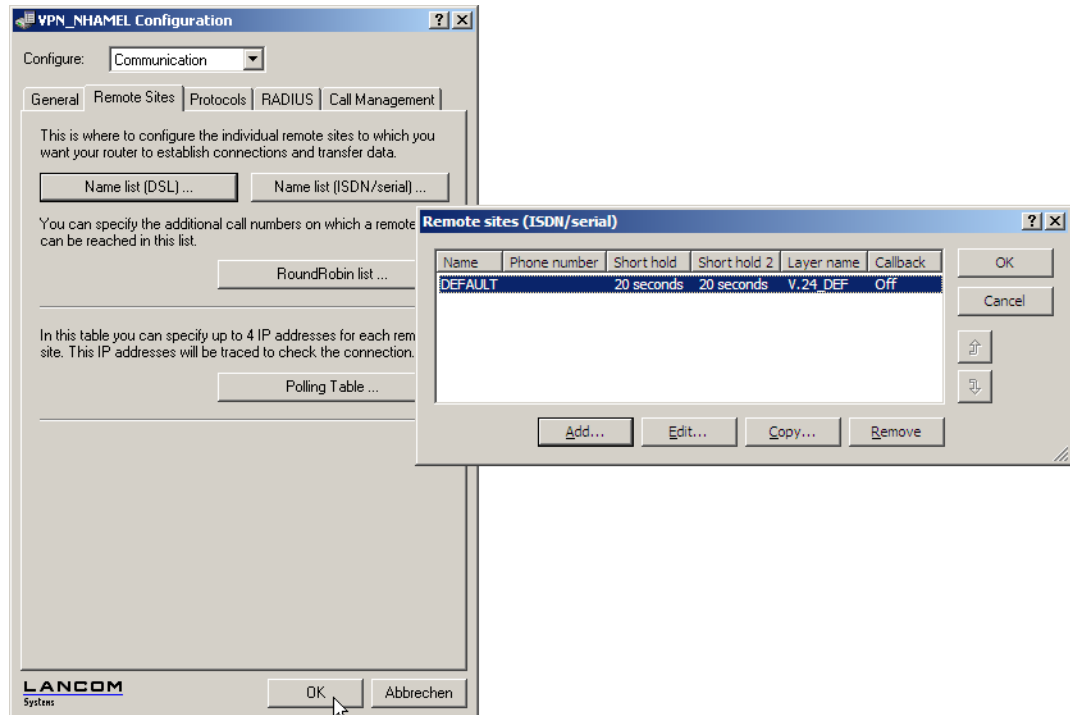 VPN_NHAMEL Configuration
Configure: Communication
General Remote Sites Protocols RADIUS Call Management
This is where to configure the individual remote sites to which you
want your router to establish connections and transfer data.
Name list (DSL) ... Name list (ISDN/serial) ...
You can specify the additional call numbers on which a remote
can be reached in this list.
RoundRobin list ...
In this table you can specify up to 4 IP addresses for each rem
site. This IP addresses will be traced to check the connection.
Polling Table ...
LANCOM
Systems
OK Abbrechen
Remote sites (ISDN/serial)
Name Phone number Short hold Short hold 2 Layer name Callback
DEFAULT 20 seconds 20 seconds V.24_DEF Off
OK
Cancel
Add... Edit... Copy... Remove